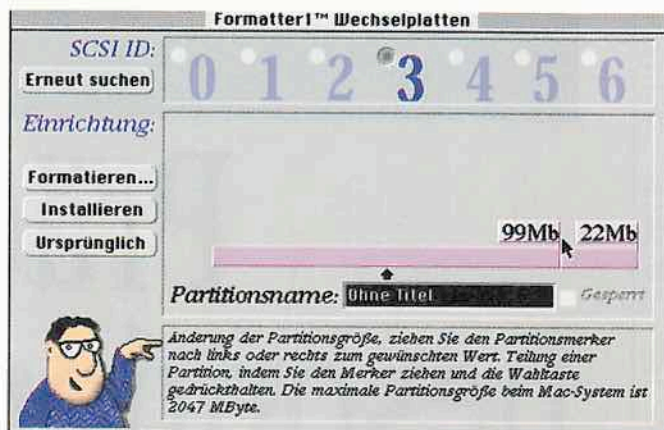 Formatter1™ Wechselplatten
SCSI ID:
0 1 2 3 4 5 6
Erneut suchen
Einrichtung:
Formatieren...
Installieren
Ursprünglich
99Mb 22Mb
Partitionsname: Ohne Titel Gesperrt
Änderung der Partitionsgröße, ziehen Sie den Partitionsmerker
nach links oder rechts zum gewünschten Wert. Teilung einer
Partition, indem Sie den Merker ziehen und die Wahltaste
gedrückthalten. Die maximale Partitionsgröße beim Mac-System ist
2047 MByte.